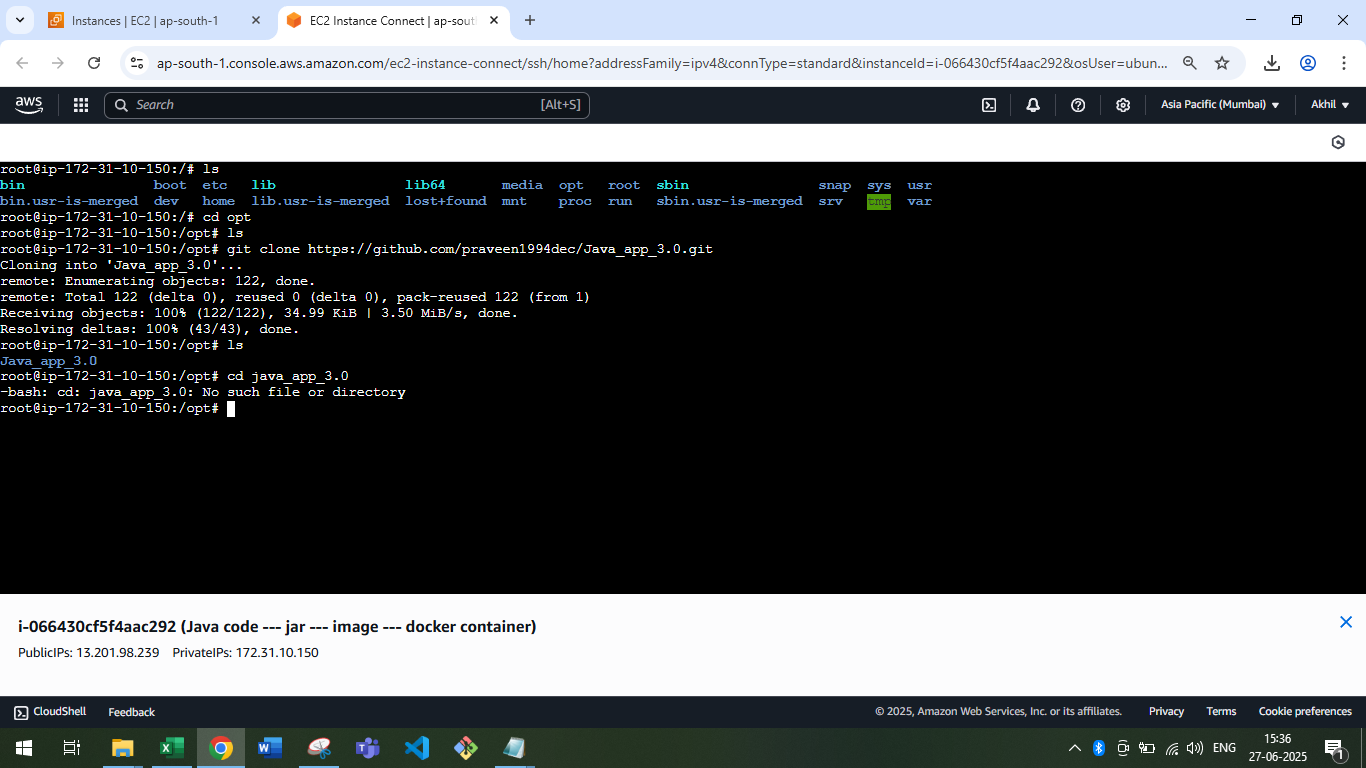 Instances | EC2 | ap-south-1
EC2 Instance Connect | ap-sout
ap-south-1.console.aws.amazon.com/ec2-instance-connect/ssh/home?addressFamily=ipv4&connType=standard&instanceId=i-066430cf5f4aac292&osUser=ubun...
aws Search [Alt+S] Asia Pacific (Mumbai) Akhil
root@ip-172-31-10-150:/# ls
bin boot etc lib lib64 media opt root sbin snap sys usr
bin.usr-is-merged dev home lib.usr-is-merged lost+found mnt proc run sbin.usr-is-merged srv tmp var
root@ip-172-31-10-150:/# cd opt
root@ip-172-31-10-150:/opt# ls
root@ip-172-31-10-150:/opt# git clone https://github.com/praveen1994dec/Java_app_3.0.git
Cloning into 'Java_app_3.0'...
remote: Enumerating objects: 122, done.
remote: Total 122 (delta 0), reused 0 (delta 0), pack-reused 122 (from 1)
Receiving objects: 100% (122/122), 34.99 KiB | 3.50 MiB/s, done.
Resolving deltas: 100% (43/43), done.
root@ip-172-31-10-150:/opt# ls
Java_app_3.0
root@ip-172-31-10-150:/opt# cd java_app_3.0
-bash: cd: java_app_3.0: No such file or directory
root@ip-172-31-10-150:/opt#
i-066430cf5f4aac292 (Java code --- jar --- image --- docker container)
PublicIPs: 13.201.98.239 PrivateIPs: 172.31.10.150
CloudShell Feedback © 2025, Amazon Web Services, Inc. or its affiliates. Privacy Terms Cookie preferences
ENG
15:36
27-06-2025
1